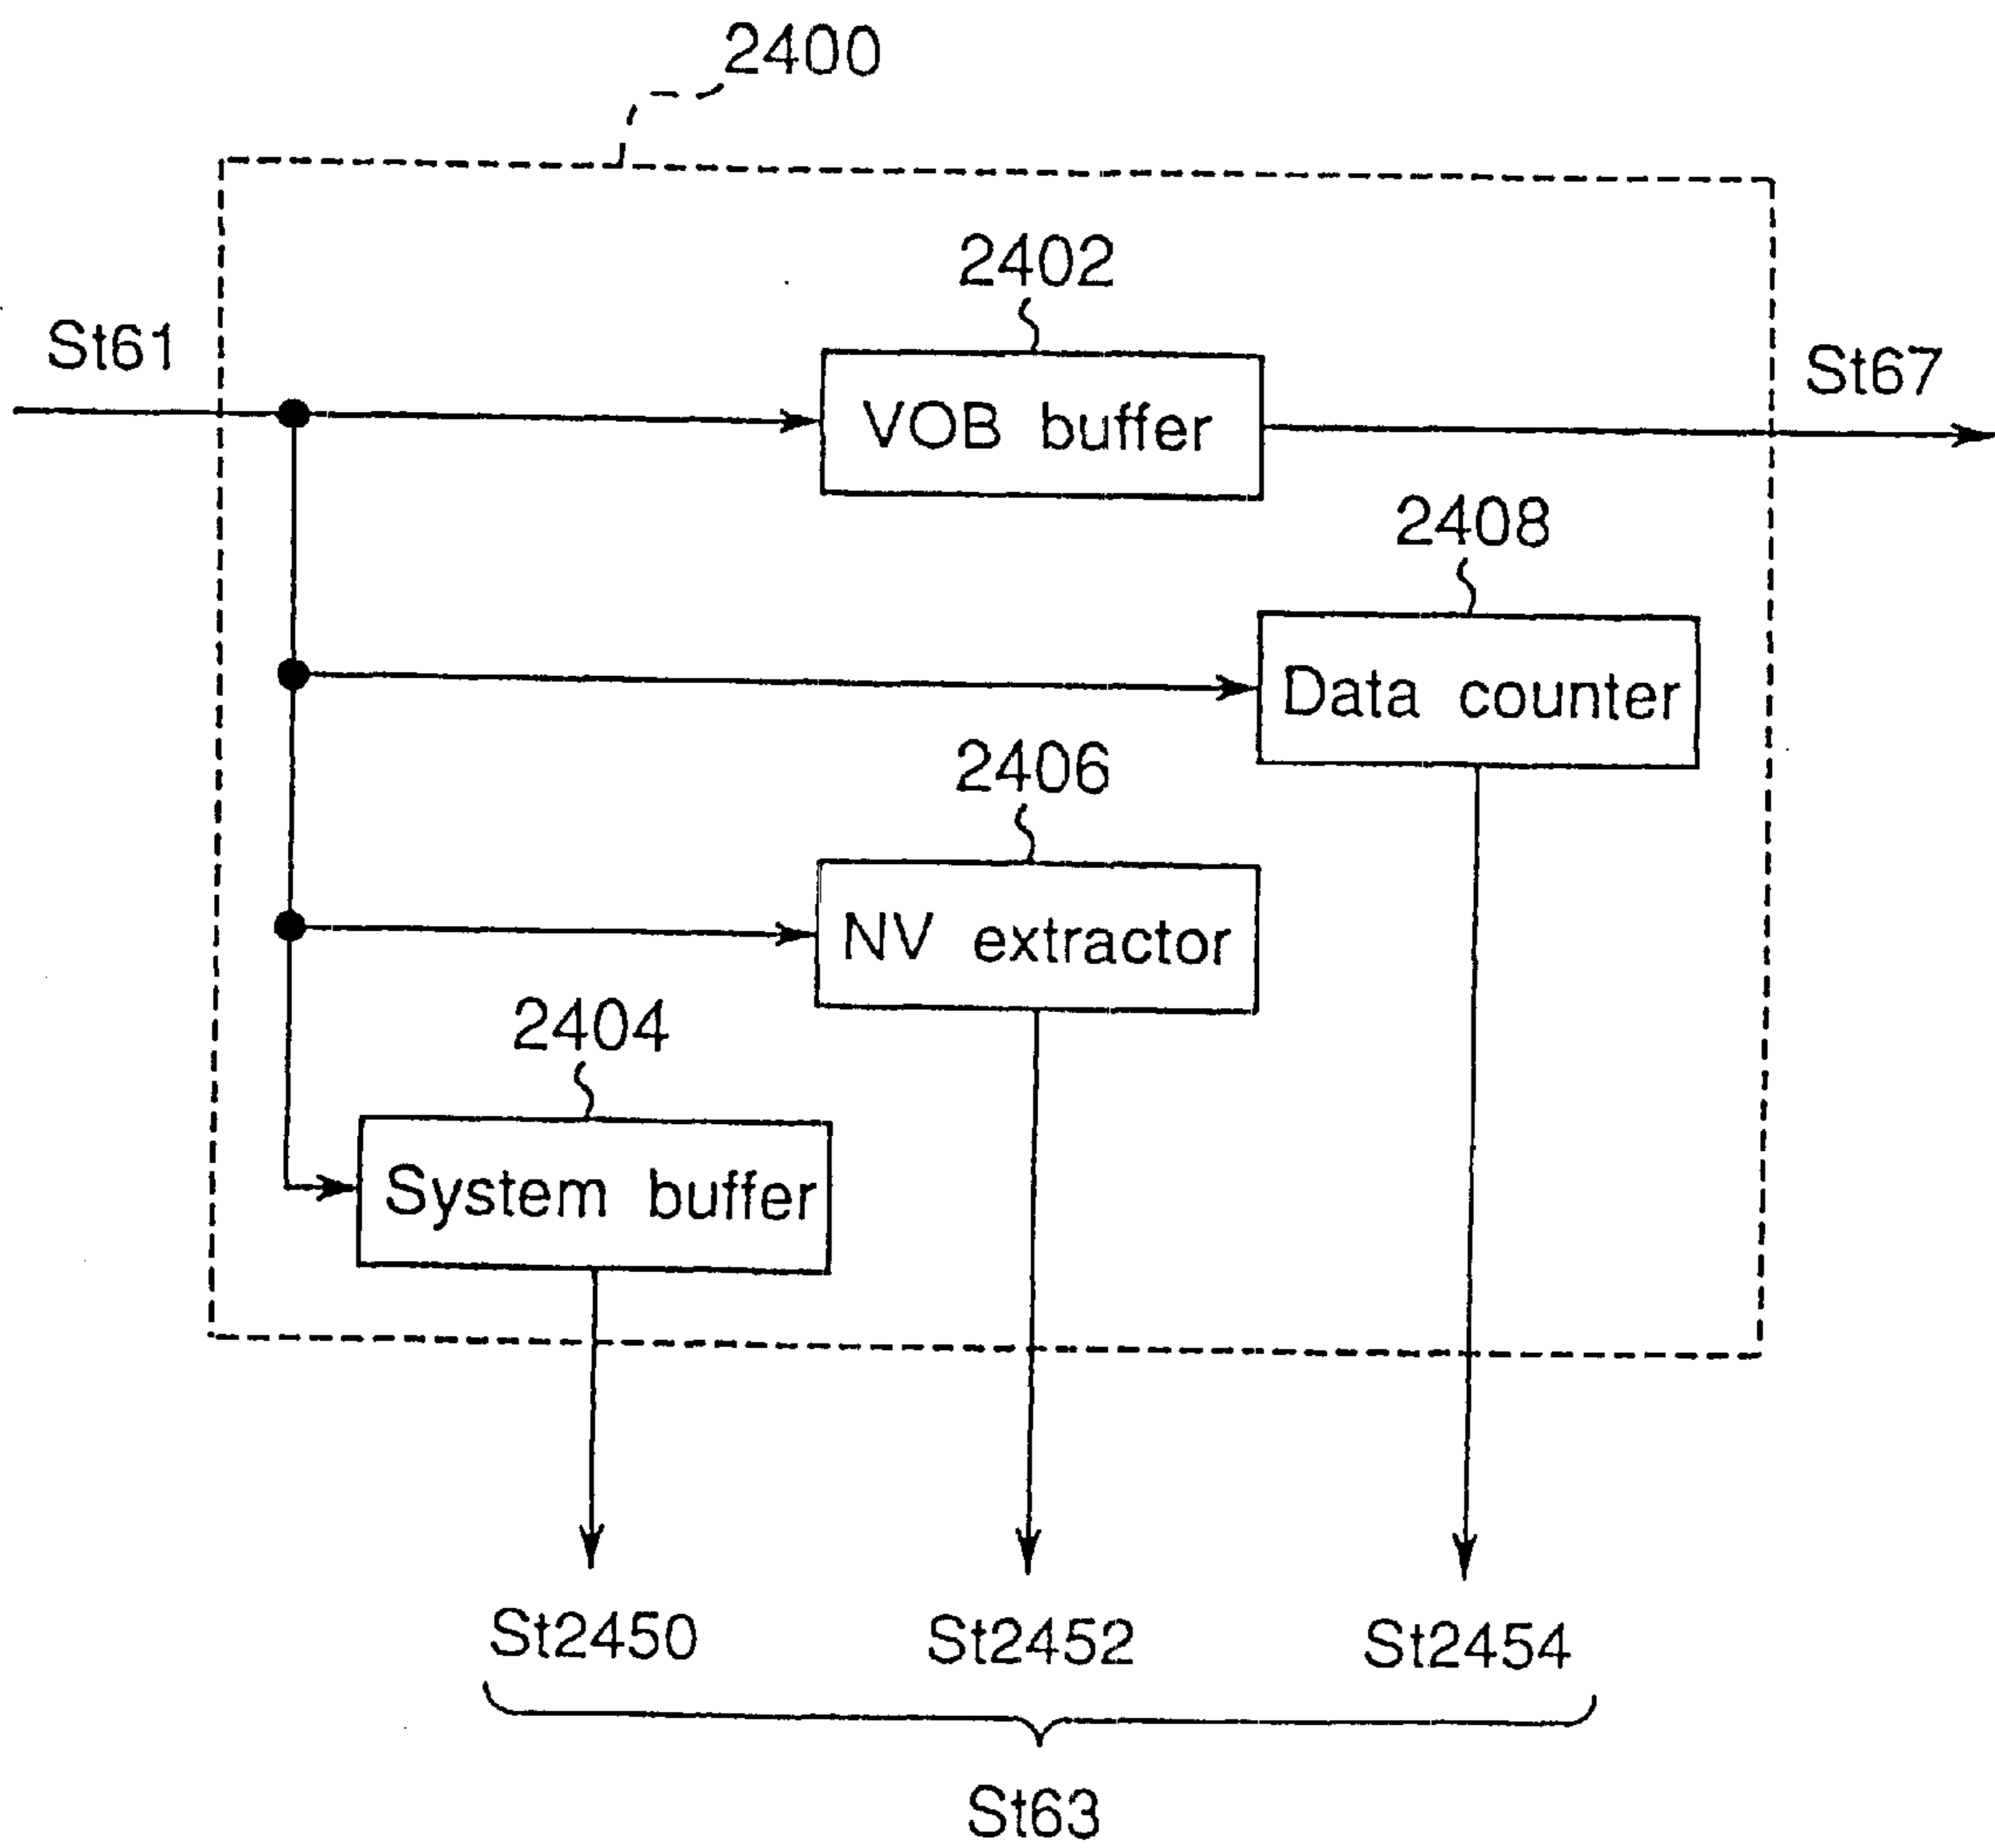 2400
2402
St61
VOB buffer
St67
2408
Data counter
2406
NV extractor
2404
System buffer
St2450
St2452
St2454
St63